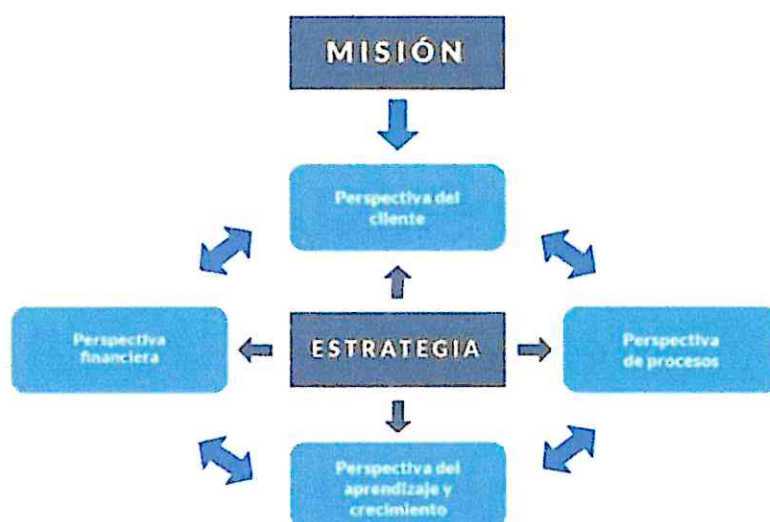 MISIÓN
Perspectiva del
cliente
Perspectiva
financiera
ESTRATEGIA
Perspectiva
de procesos
Perspectiva del
aprendizaje y
crecimiento